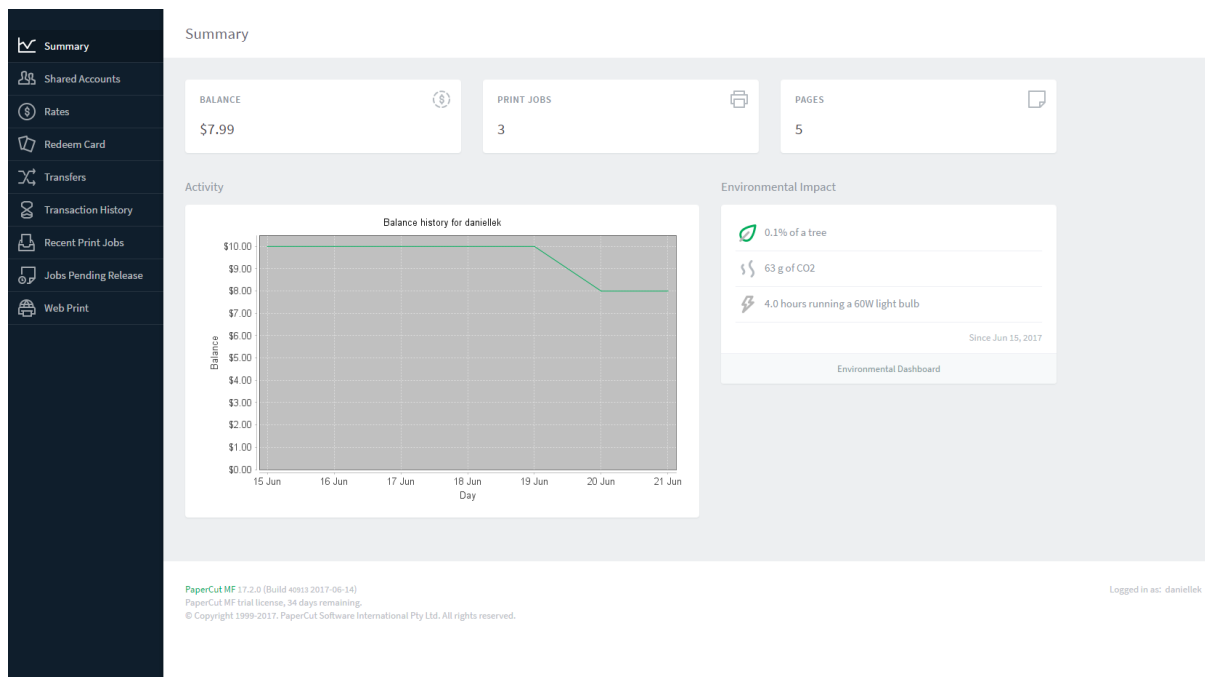 Summary
Shared Accounts
Rates
Redeem Card
Transfers
Transaction History
Recent Print Jobs
Jobs Pending Release
Web Print
Summary
BALANCE
$7.99
PRINT JOBS
3
PAGES
5
Activity
Balance history for daniellek
Balance
$10.00
$9.00
$8.00
$7.00
$6.00
$5.00
$4.00
$3.00
$2.00
$1.00
$0.00
15 Jun 16 Jun 17 Jun 18 Jun 19 Jun 20 Jun 21 Jun
Day
Environmental Impact
0.1% of a tree
63 g of CO2
4.0 hours running a 60W light bulb
Since Jun 15, 2017
Environmental Dashboard
PaperCut MF 17.2.0 (Build 40913 2017-06-14)
PaperCut MF trial license, 34 days remaining.
© Copyright 1999-2017. PaperCut Software International Pty Ltd. All rights reserved.
Logged in as: daniellek